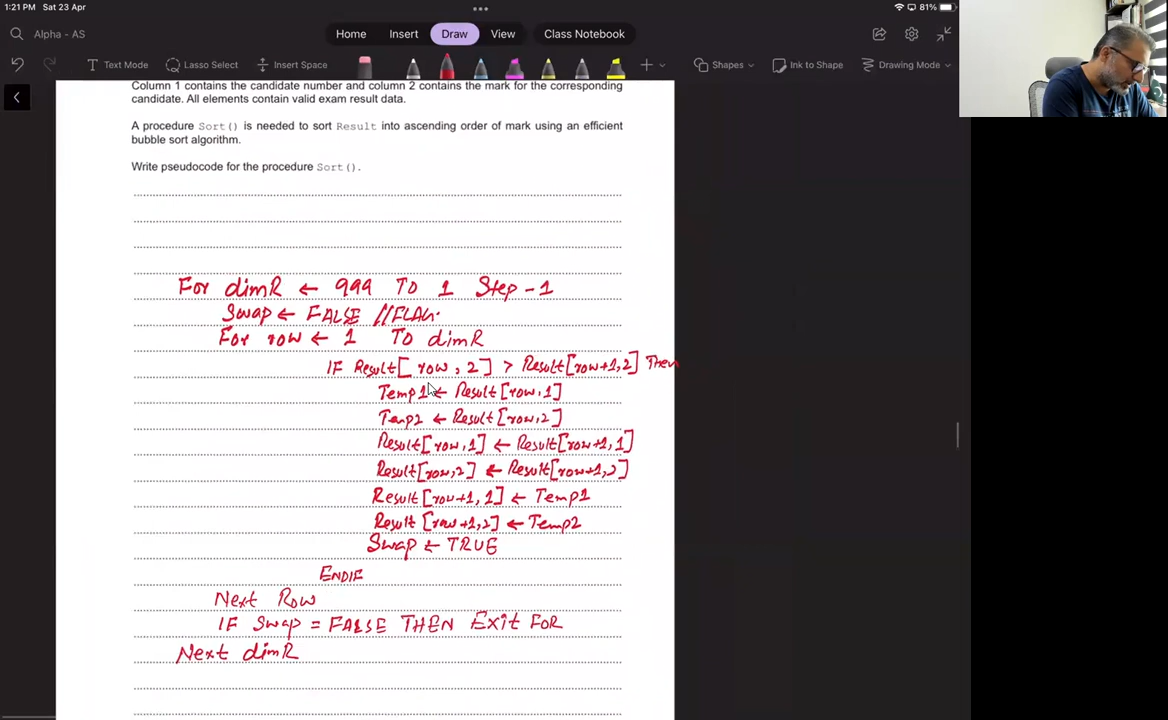 1:21 PM Sat 23 Apr
81%
Alpha - AS
Home Insert Draw View Class Notebook
Text Mode Lasso Select Insert Space Shapes Ink to Shape Drawing Mode
Column 1 contains the candidate number and column 2 contains the mark for the corresponding
candidate. All elements contain valid exam result data.
A procedure Sort() is needed to sort Result into ascending order of mark using an efficient
bubble sort algorithm.
Write pseudocode for the procedure Sort().
For dimR ← 999 To 1 Step -1
Swap ← FALSE //FLAG
For row ← 1 To dimR
IF Result[row, 2] > Result[row+1,2] Then
Temp1 ← Result[row,1]
Temp2 ← Result[row,2]
Result[row,1] ← Result[row+1,1]
Result[row,2] ← Result[row+1,2]
Result[row+1,1] ← Temp1
Result[row+1,2] ← Temp2
Swap ← TRUE
ENDIF
Next Row
IF Swap = FALSE THEN Exit FOR
Next dimR